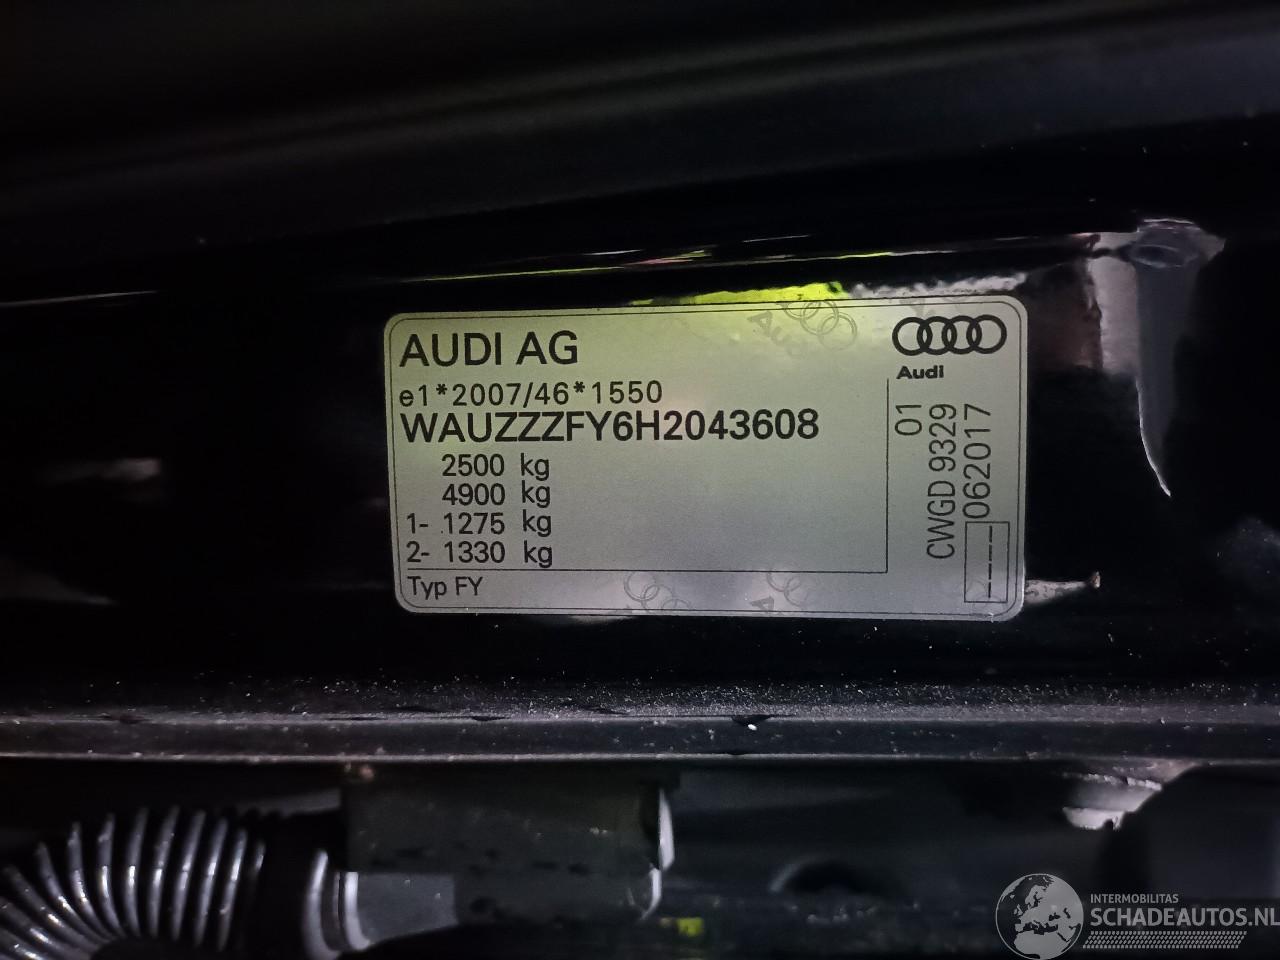 AUDI AG
Audi
e1*2007/46*1550
WAUZZZFY6H2043608
2500 kg
4900 kg
1- 1275 kg
2- 1330 kg
Typ FY
01
CWGD 9329
062017
----
INTERMOBILITAS
SCHADEAUTOS.NL